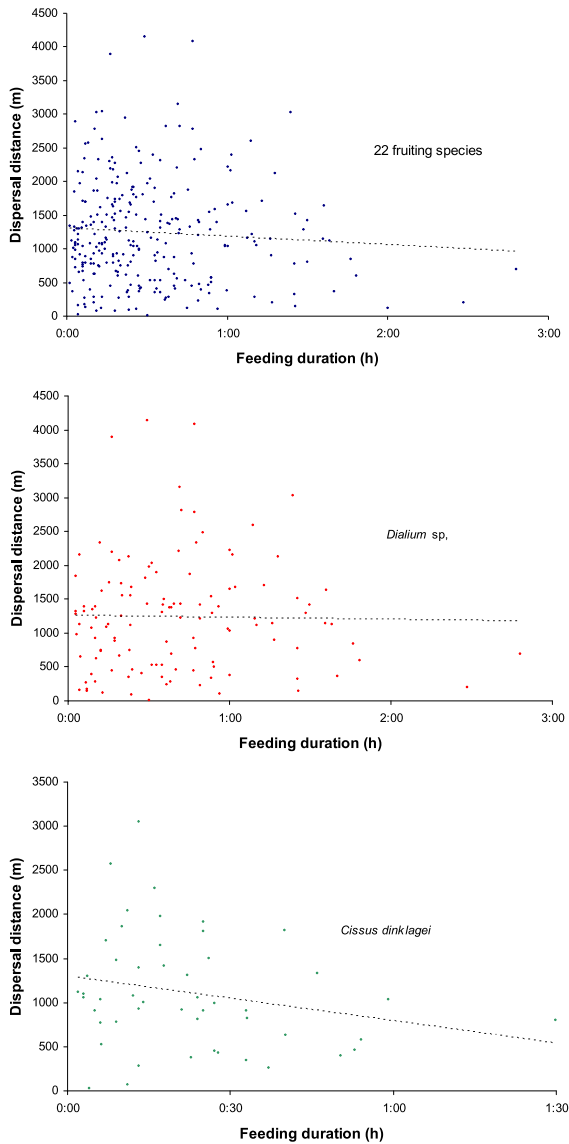 4500
4000
3500
3000
2500
2000
1500
1000
500
0
Dispersal distance (m)
22 fruiting species
0:00 1:00 2:00 3:00
Feeding duration (h)
4500
4000
3500
3000
2500
2000
1500
1000
500
0
Dispersal distance (m)
Dialium sp,
0:00 1:00 2:00 3:00
Feeding duration (h)
3500
3000
2500
2000
1500
1000
500
0
Dispersal distance (m)
Cissus dinklagei
0:00 0:30 1:00 1:30
Feeding duration (h)